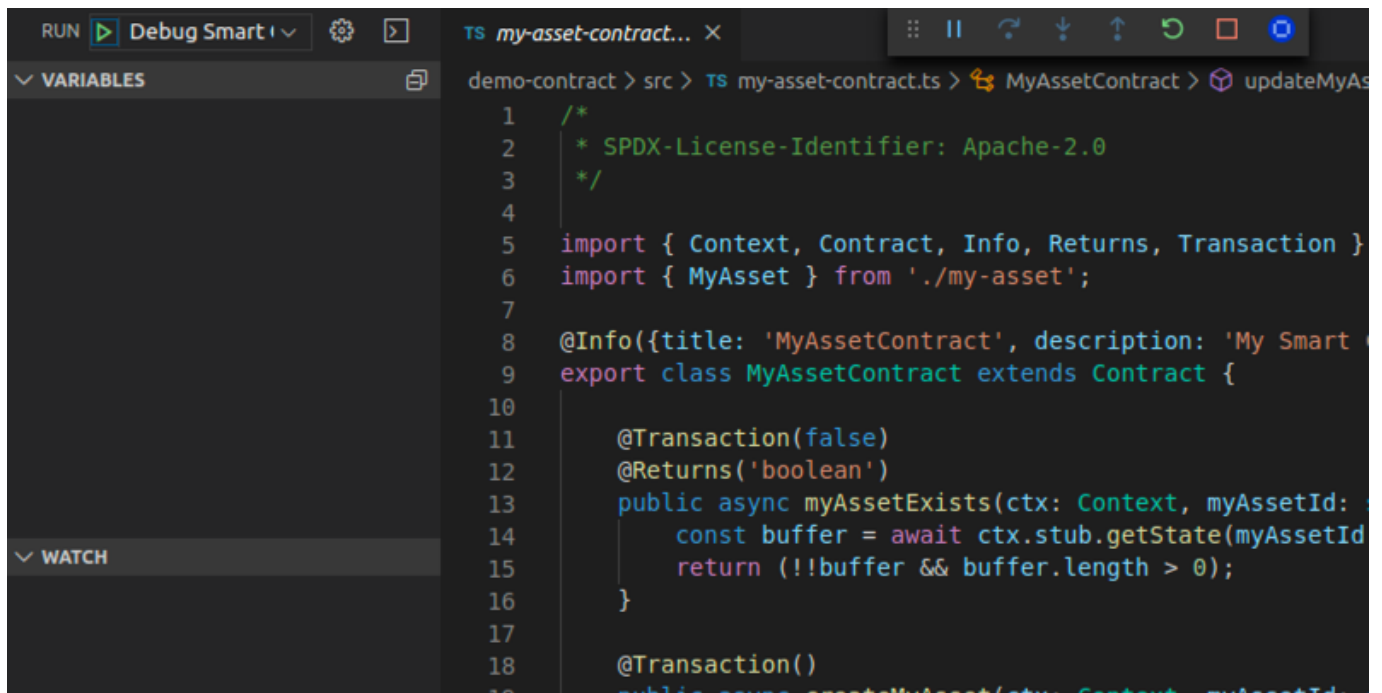 RUN Debug Smart
TS my-asset-contract...
VARIABLES
demo-contract > src > TS my-asset-contract.ts > MyAssetContract > updateMyAs
1 /*
2 * SPDX-License-Identifier: Apache-2.0
3 */
4
5 import { Context, Contract, Info, Returns, Transaction }
6 import { MyAsset } from './my-asset';
7
8 @Info({title: 'MyAssetContract', description: 'My Smart
9 export class MyAssetContract extends Contract {
10
11 @Transaction(false)
12 @Returns('boolean')
13 public async myAssetExists(ctx: Context, myAssetId:
14 const buffer = await ctx.stub.getState(myAssetId
15 return (!!buffer && buffer.length > 0);
16 }
17
18 @Transaction()
WATCH